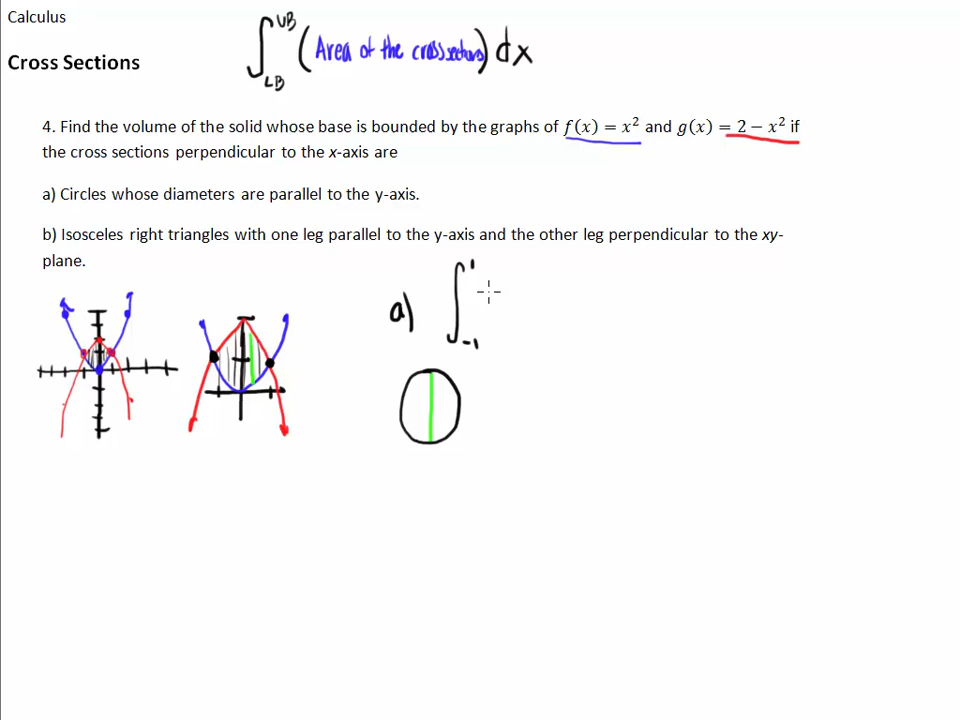 Calculus
Cross Sections
∫ UB LB (Area of the cross sections) dx
4. Find the volume of the solid whose base is bounded by the graphs of f(x) = x² and g(x) = 2 − x² if
the cross sections perpendicular to the x-axis are
a) Circles whose diameters are parallel to the y-axis.
b) Isosceles right triangles with one leg parallel to the y-axis and the other leg perpendicular to the xy-
plane.
a) ∫ 1 -1